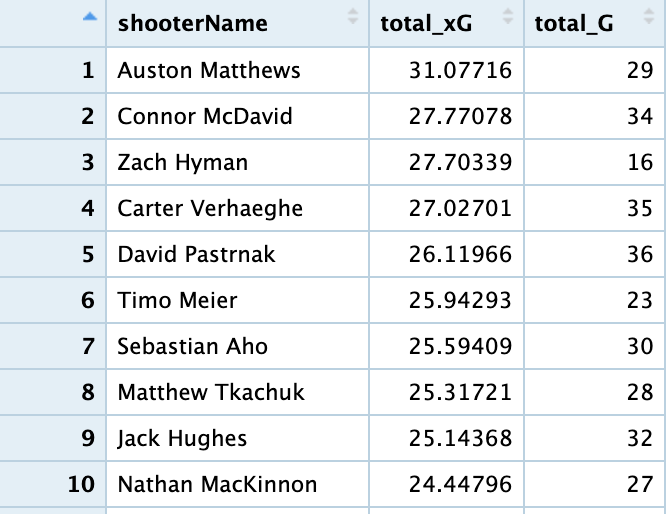 shooterName total_xG total_G
1 Auston Matthews 31.07716 29
2 Connor McDavid 27.77078 34
3 Zach Hyman 27.70339 16
4 Carter Verhaeghe 27.02701 35
5 David Pastrnak 26.11966 36
6 Timo Meier 25.94293 23
7 Sebastian Aho 25.59409 30
8 Matthew Tkachuk 25.31721 28
9 Jack Hughes 25.14368 32
10 Nathan MacKinnon 24.44796 27